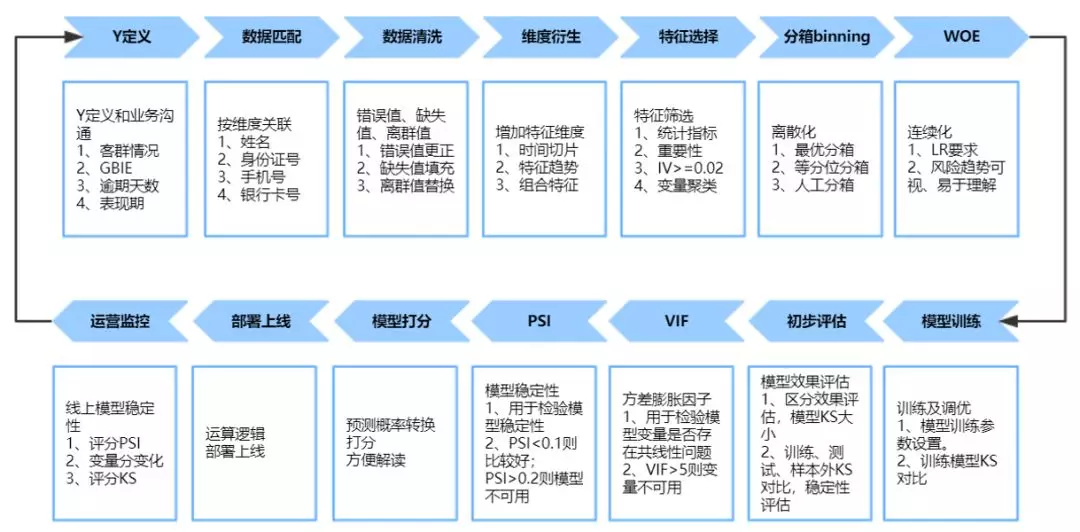 Y定义
数据匹配
数据清洗
维度衍生
特征选择
分箱binning
WOE
Y定义和业务沟
通
1、客群情况
2、GBIE
3、逾期天数
4、表现期
按维度关联
1、姓名
2、身份证号
3、手机号
4、银行卡号
错误值、缺失
值、离群值
1、错误值更正
2、缺失值填充
3、离群值替换
增加特征维度
1、时间切片
2、特征趋势
3、组合特征
特征筛选
1、统计指标
2、重要性
3、IV>=0.02
4、变量聚类
离散化
1、最优分箱
2、等分位分箱
3、人工分箱
连续化
1、LR要求
2、风险趋势可
视、易于理解
运营监控
部署上线
模型打分
PSI
VIF
初步评估
模型训练
线上模型稳定
性
1、评分PSI
2、变量分变化
3、评分KS
运算逻辑
部署上线
预测概率转换
打分
方便解读
模型稳定性
1、用于检验模
型稳定性
2、PSI<0.1则
比较好；
PSI>0.2则模型
不可用
方差膨胀因子
1、用于检验
模型变量是否存
在共线性问题
2、VIF>5则变
量不可用
模型效果评估
1、区分效果评
估，模型KS大
小
2、训练、测
试、样本外KS
对比，稳定性
评估
训练及调优
1、模型训练参
数设置。
2、训练模型KS
对比